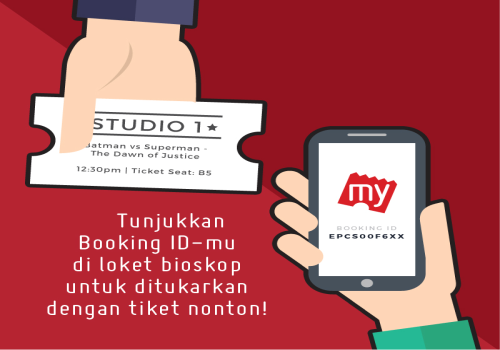 STUDIO 1★
Batman vs Superman -
The Dawn of Justice
12:30pm | Ticket Seat: B5
my
BOOKING ID
EPCS00F6XX
Tunjukkan
Booking ID-mu
di loket bioskop
untuk ditukarkan
dengan tiket nonton!